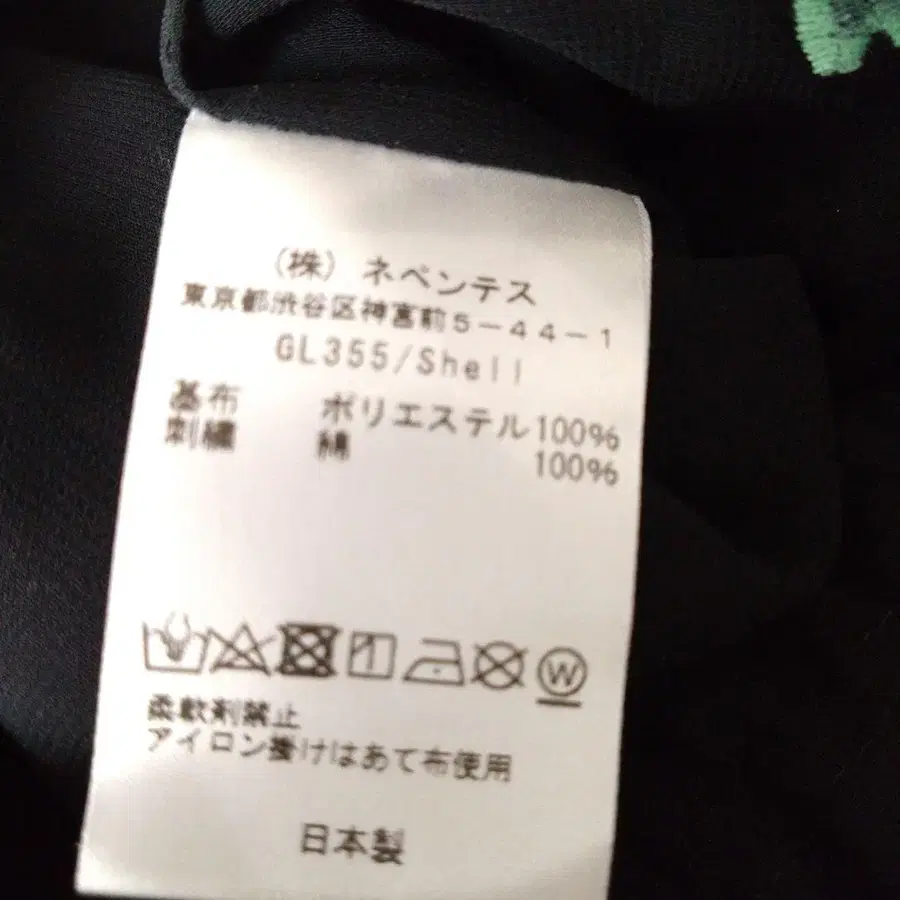 (株) ネペンテス
東京都渋谷区神宮前5-44-1
GL355/Shell
基布 ポリエステル100%
刺繍 綿 100%
W
柔軟剤禁止
アイロン掛けはあて布使用
日本製